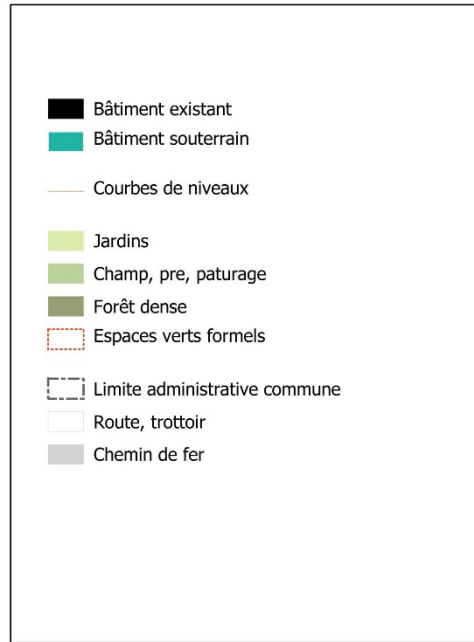 Bâtiment existant
Bâtiment souterrain
Courbes de niveaux
Jardins
Champ, pre, paturage
Forêt dense
Espaces verts formels
Limite administrative commune
Route, trottoir
Chemin de fer